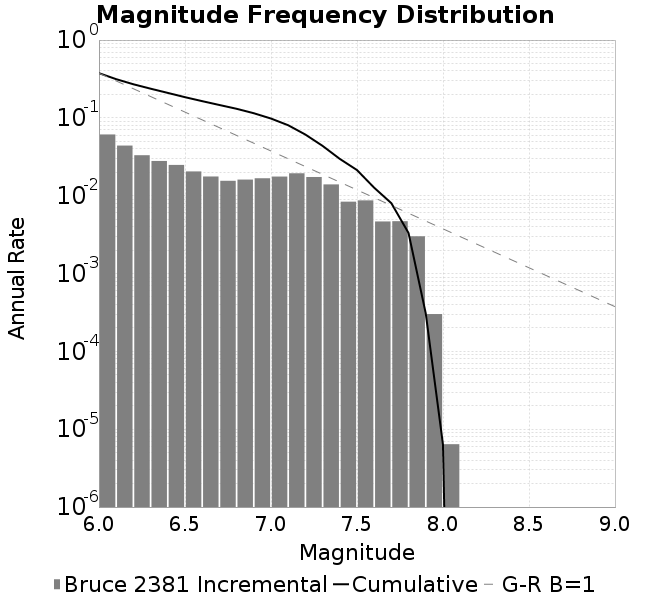 Magnitude Frequency Distribution
10^0
10^-1
10^-2
10^-3
10^-4
10^-5
10^-6
Annual Rate
6.0 6.5 7.0 7.5 8.0 8.5 9.0
Magnitude
Bruce 2381 Incremental Cumulative G-R B=1